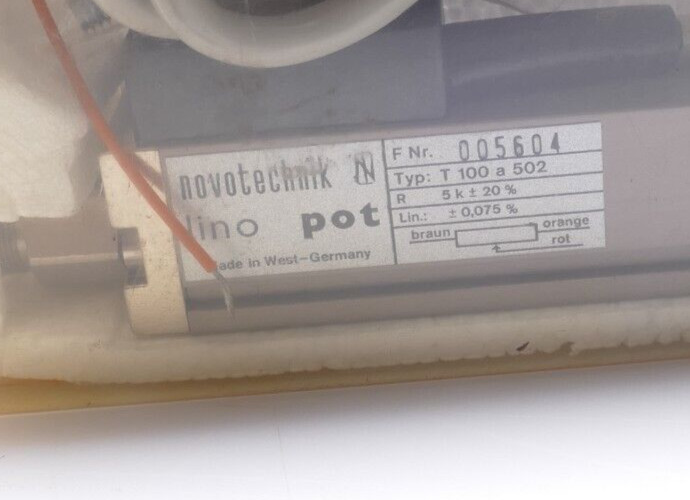 novotechnik
lino pot
ade in West-Germany
F Nr. 005604
Typ: T 100 a 502
R 5 k ± 20 %
Lin.: ± 0,075 %
braun orange
rot